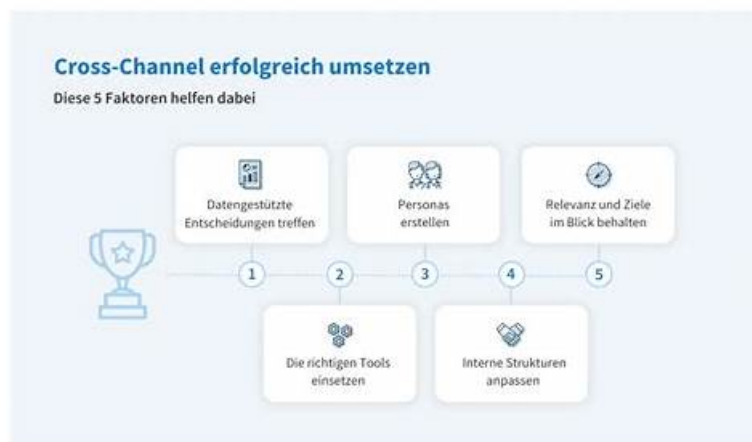 Cross-Channel erfolgreich umsetzen
Diese 5 Faktoren helfen dabei
Datengestützte
Entscheidungen treffen
Personas
erstellen
Relevanz und Ziele
im Blick behalten
1
2
3
4
5
Die richtigen Tools
einsetzen
Interne Strukturen
anpassen